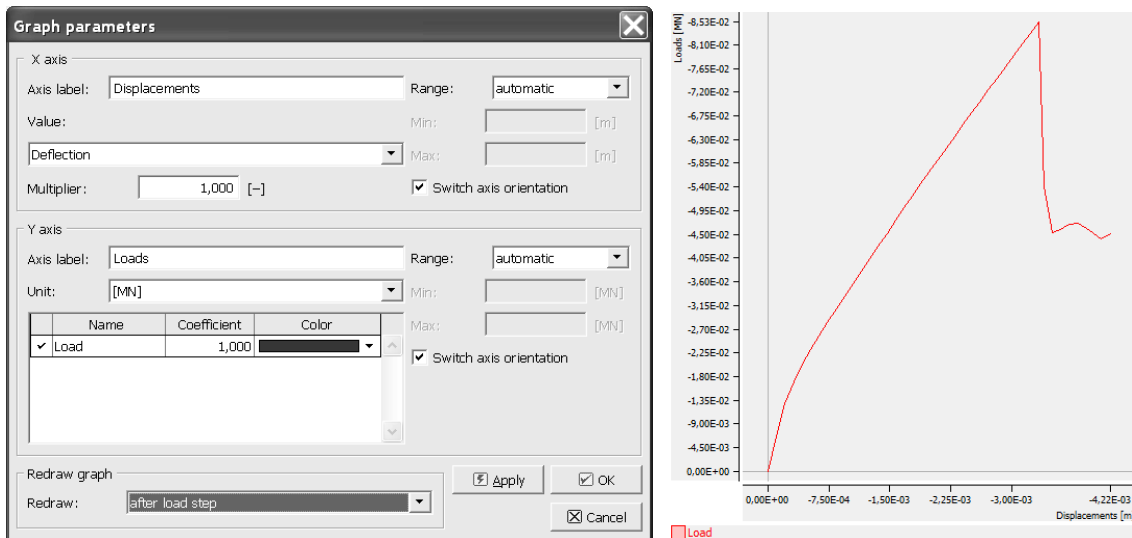 Graph parameters
X axis
Axis label: Displacements Range: automatic
Value: Min: [m]
Deflection Max: [m]
Multiplier: 1,000 [-] Switch axis orientation
Y axis
Axis label: Loads Range: automatic
Unit: [MN] Min: [MN]
Name Coefficient Color Max: [MN]
Load 1,000 Switch axis orientation
Redraw graph
Redraw: after load step
Apply OK
Cancel
Loads [MN]
-8,53E-02
-8,10E-02
-7,65E-02
-7,20E-02
-6,75E-02
-6,30E-02
-5,85E-02
-5,40E-02
-4,95E-02
-4,50E-02
-4,05E-02
-3,60E-02
-3,15E-02
-2,70E-02
-2,25E-02
-1,80E-02
-1,35E-02
-9,00E-03
-4,50E-03
0,00E+00
0,00E+00 -7,50E-04 -1,50E-03 -2,25E-03 -3,00E-03 -4,22E-03
Displacements [m
Load